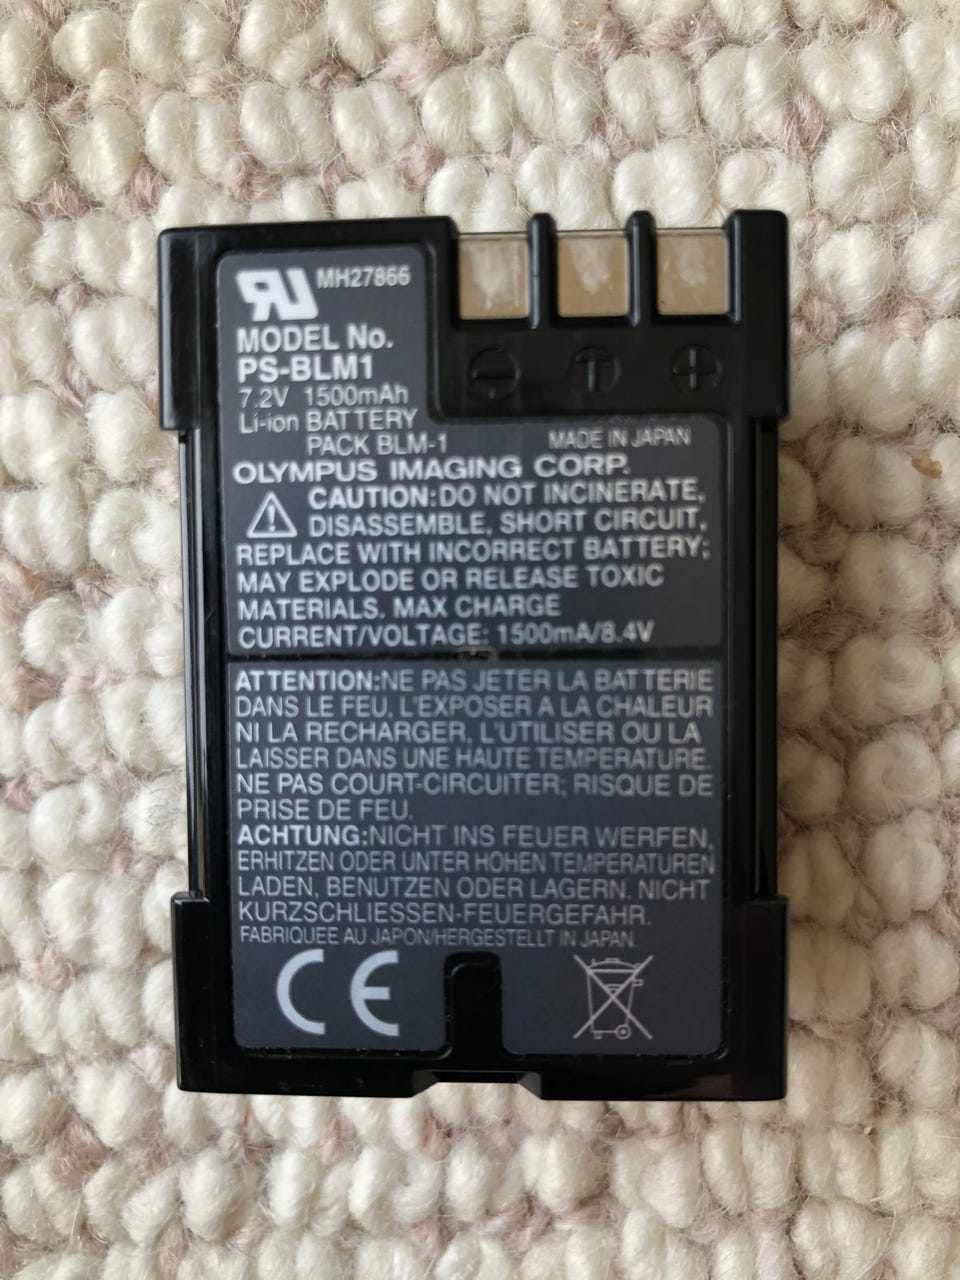 MH27866
MODEL No.
PS-BLM1
7.2V 1500mAh
Li-ion BATTERY
PACK BLM-1 MADE IN JAPAN
OLYMPUS IMAGING CORP.
CAUTION:DO NOT INCINERATE,
DISASSEMBLE, SHORT CIRCUIT,
REPLACE WITH INCORRECT BATTERY;
MAY EXPLODE OR RELEASE TOXIC
MATERIALS. MAX CHARGE
CURRENT/VOLTAGE: 1500mA/8.4V
ATTENTION:NE PAS JETER LA BATTERIE
DANS LE FEU, L'EXPOSER A LA CHALEUR
NI LA RECHARGER, L'UTILISER OU LA
LAISSER DANS UNE HAUTE TEMPERATURE.
NE PAS COURT-CIRCUITER; RISQUE DE
PRISE DE FEU.
ACHTUNG:NICHT INS FEUER WERFEN,
ERHITZEN ODER UNTER HOHEN TEMPERATUREN
LADEN, BENUTZEN ODER LAGERN. NICHT
KURZSCHLIESSEN-FEUERGEFAHR.
FABRIQUEE AU JAPON/HERGESTELLT IN JAPAN.
CE
− T +